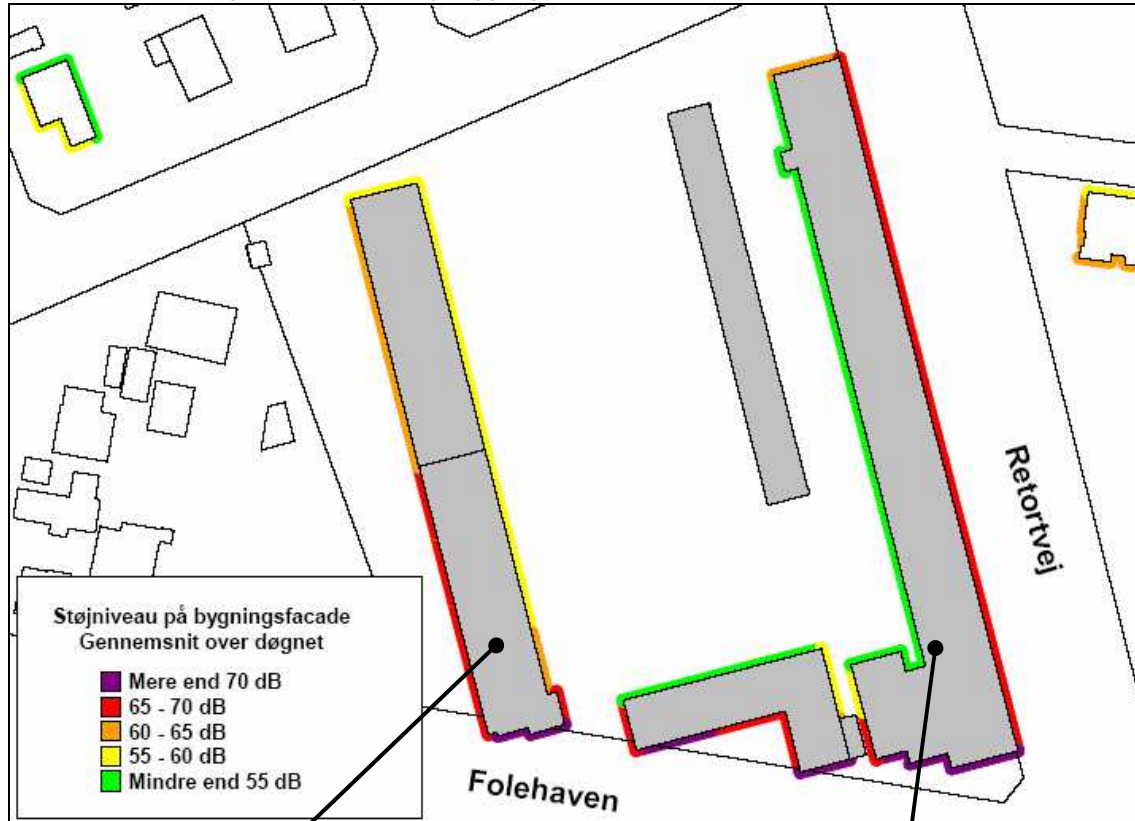 Retortvej
Støjniveau på bygningsfacade
Gennemsnit over døgnet
Mere end 70 dB
65 - 70 dB
60 - 65 dB
55 - 60 dB
Mindre end 55 dB
Folehaven